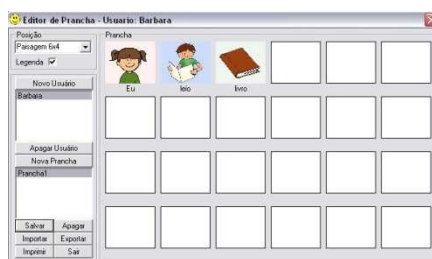 Editor de Prancha - Usuario: Barbara
Posição
Paisagem 6x4
Legenda
Novo Usuário
Barbara
Apagar Usuário
Nova Prancha
Prancha1
Salvar Apagar
Importar Exportar
Imprimir Sair
Prancha
Eu leio livro